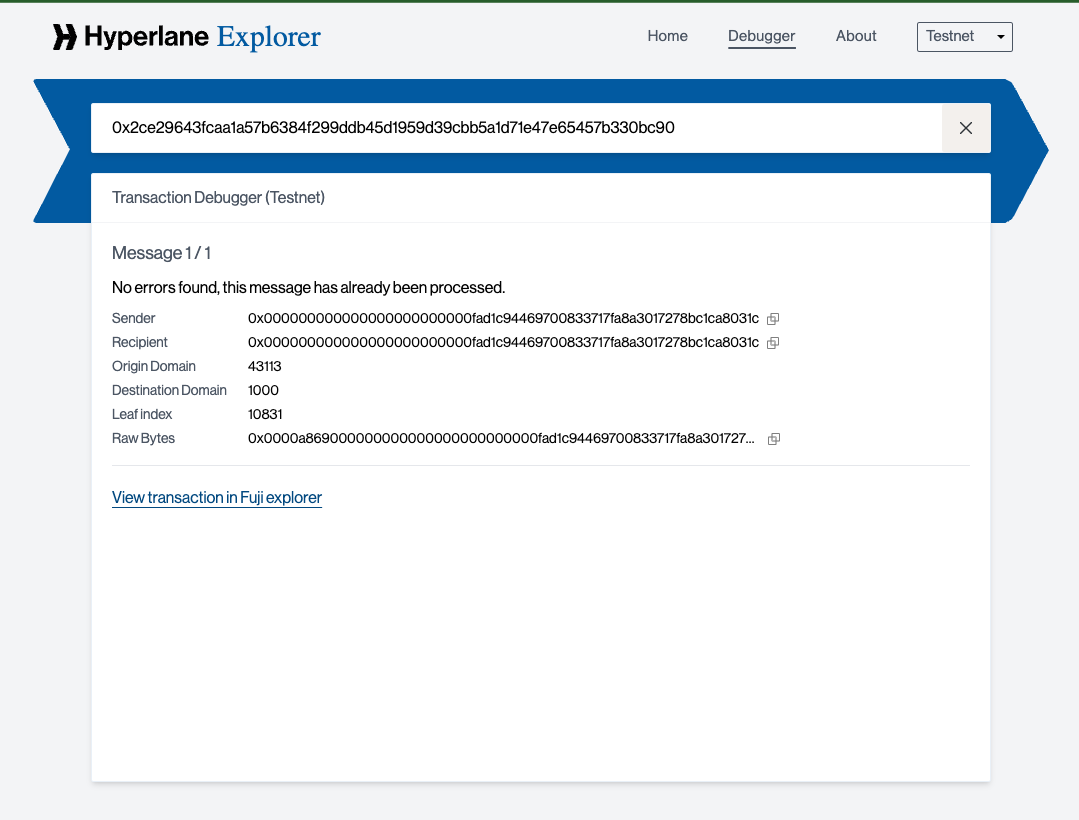 Hyperlane Explorer
Home Debugger About Testnet
0x2ce29643fcaa1a57b6384f299ddb45d1959d39cbb5a1d71e47e65457b330bc90
Transaction Debugger (Testnet)
Message 1 / 1
No errors found, this message has already been processed.
Sender 0x000000000000000000000000fad1c94469700833717fa8a3017278bc1ca8031c
Recipient 0x000000000000000000000000fad1c94469700833717fa8a3017278bc1ca8031c
Origin Domain 43113
Destination Domain 1000
Leaf index 10831
Raw Bytes 0x0000a869000000000000000000000000fad1c94469700833717fa8a301727...
View transaction in Fuji explorer